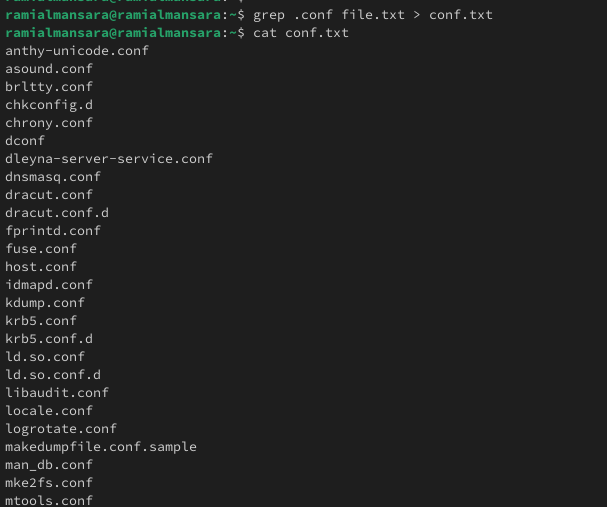 ramialmansara@ramialmansara:~$ grep .conf file.txt > conf.txt
ramialmansara@ramialmansara:~$ cat conf.txt
anthy-unicode.conf
asound.conf
brltty.conf
chkconfig.d
chrony.conf
dconf
dleyna-server-service.conf
dnsmasq.conf
dracut.conf
dracut.conf.d
fprintd.conf
fuse.conf
host.conf
idmapd.conf
kdump.conf
krb5.conf
krb5.conf.d
ld.so.conf
ld.so.conf.d
libaudit.conf
locale.conf
logrotate.conf
makedumpfile.conf.sample
man_db.conf
mke2fs.conf
mtools.conf